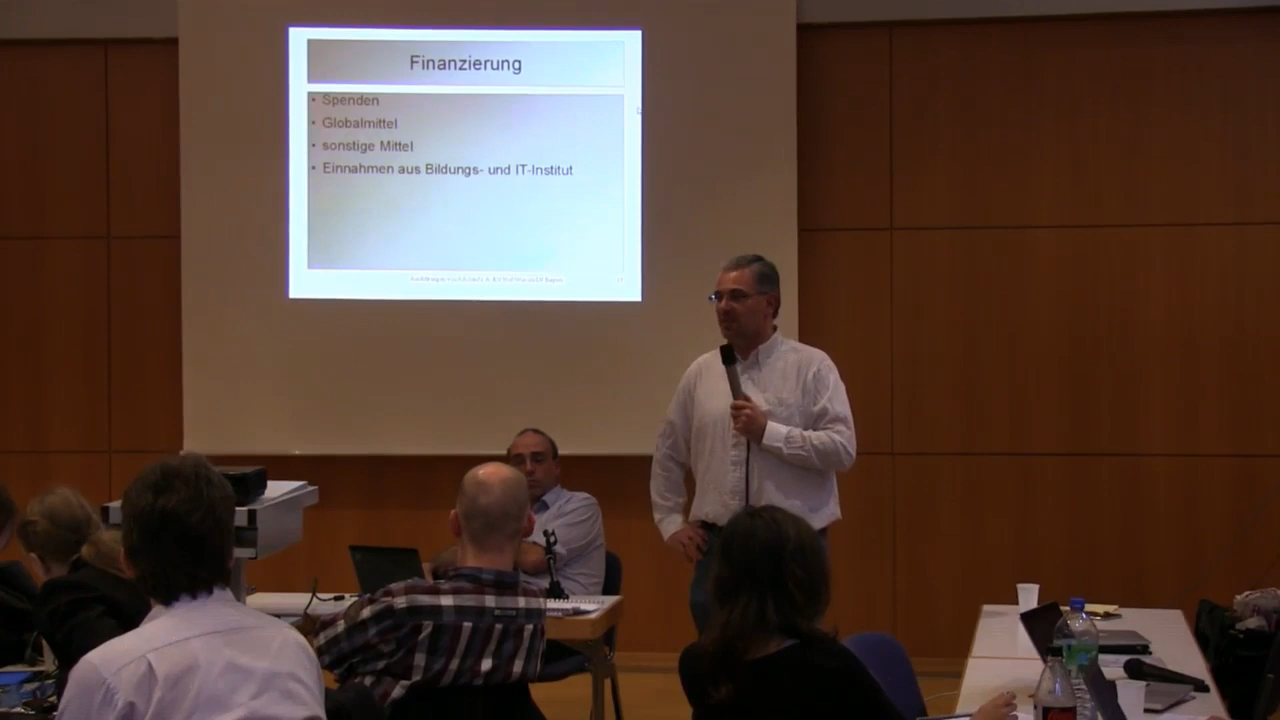 Finanzierung
• Spenden
• Globalmittel
• sonstige Mittel
• Einnahmen aus Bildungs- und IT-Institut